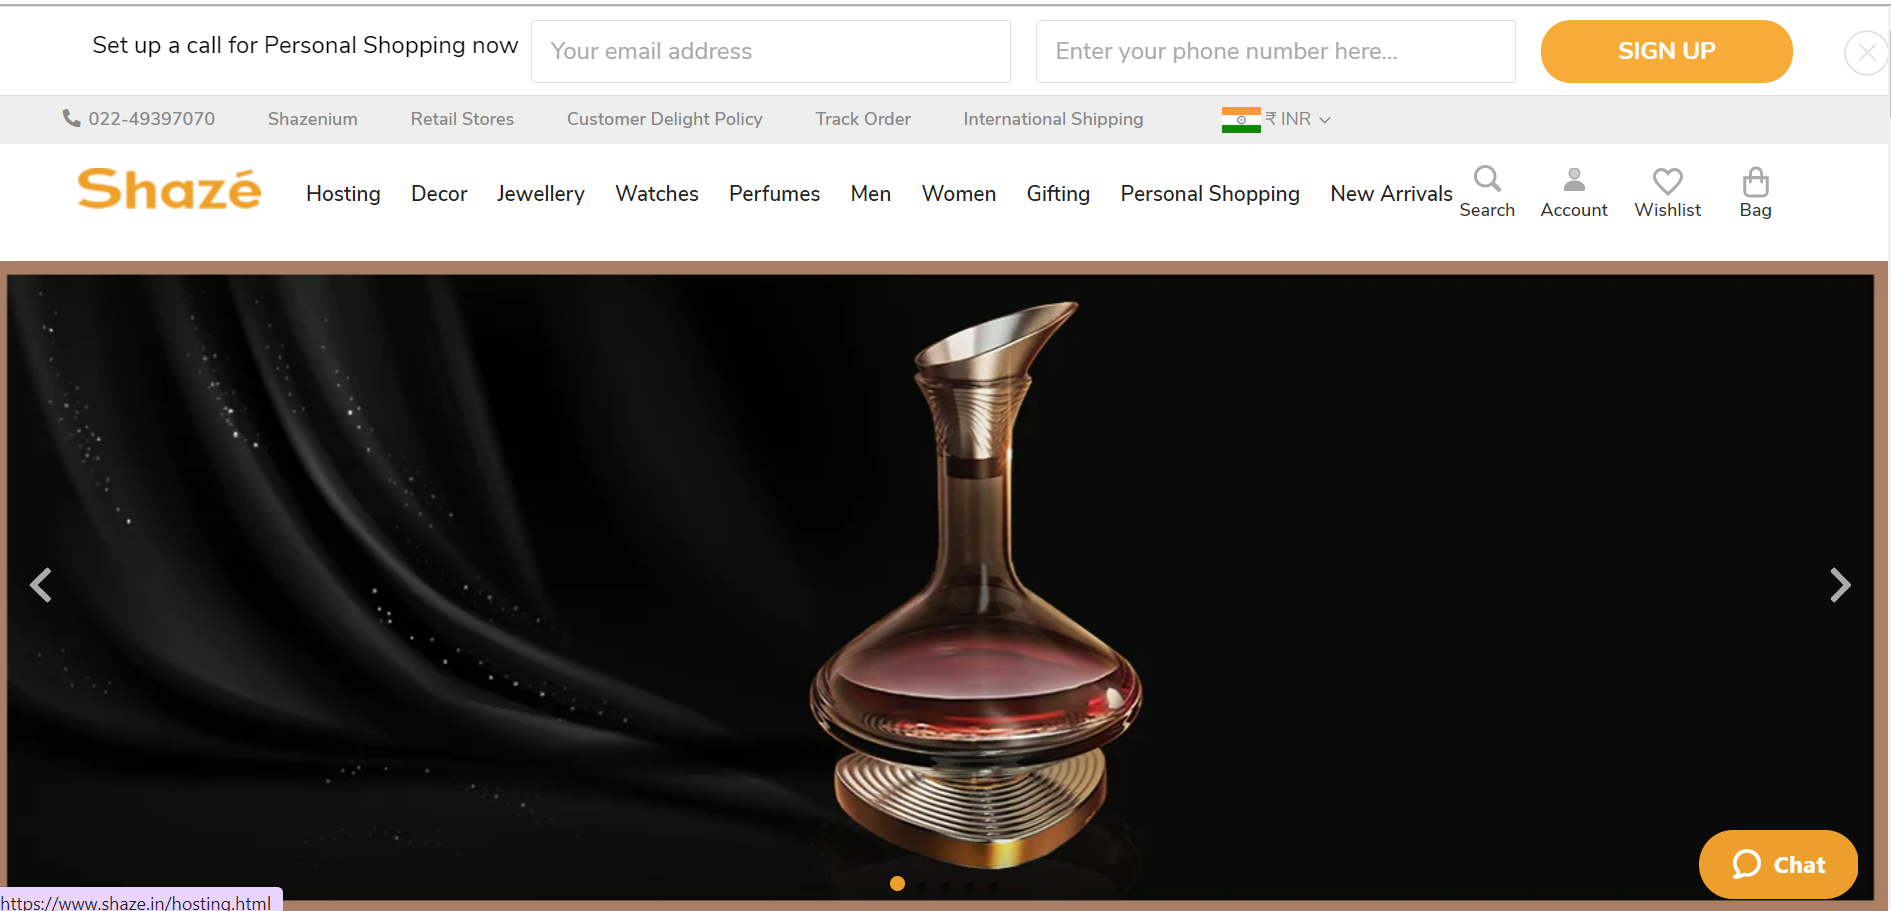 Set up a call for Personal Shopping now
Your email address
Enter your phone number here...
SIGN UP
022-49397070
Shazenium
Retail Stores
Customer Delight Policy
Track Order
International Shipping
₹ INR
Shazé
Hosting
Decor
Jewellery
Watches
Perfumes
Men
Women
Gifting
Personal Shopping
New Arrivals
Search
Account
Wishlist
Bag
Chat
https://www.shaze.in/hosting.html